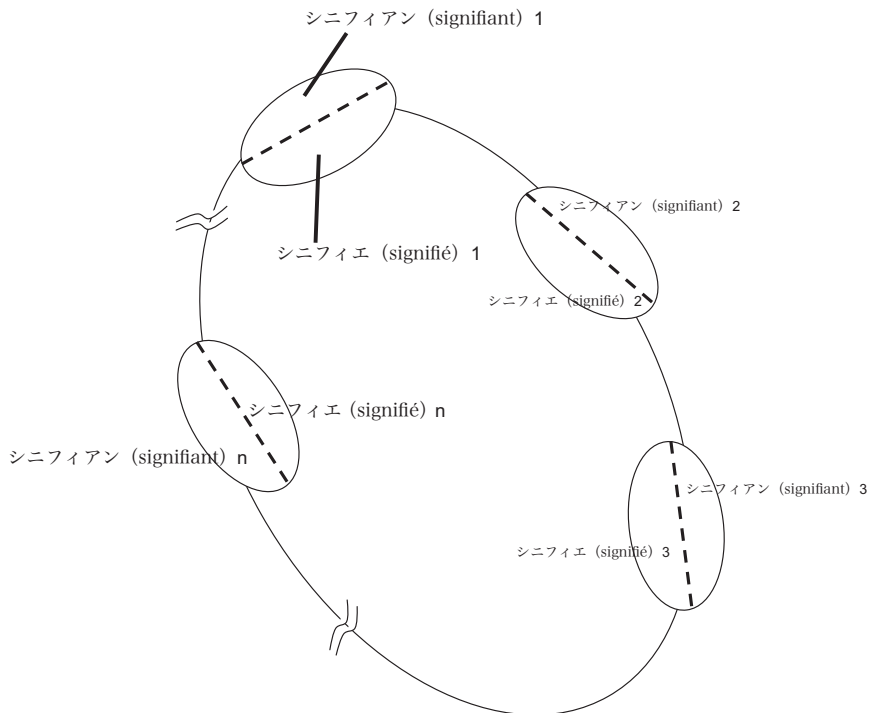 シニフィアン（signifiant）1
シニフィエ（signifié）1
シニフィアン（signifiant）2
シニフィエ（signifié）2
シニフィアン（signifiant）3
シニフィエ（signifié）3
シニフィエ（signifié）n
シニフィアン（signifiant）n